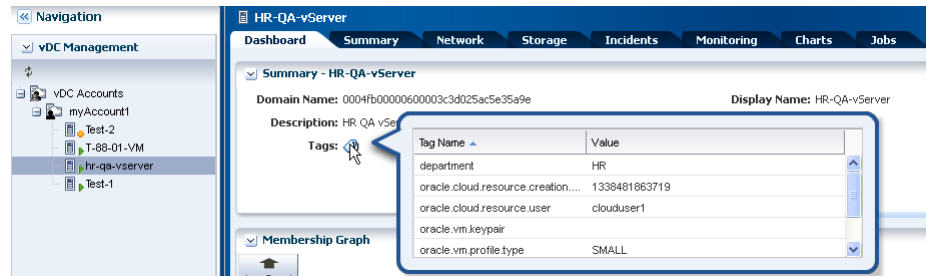 Navigation
vDC Management
vDC Accounts
myAccount1
Test-2
T-88-01-VM
hr-qa-vserver
Test-1
HR-QA-vServer
Dashboard Summary Network Storage Incidents Monitoring Charts Jobs
Summary - HR-QA-vServer
Domain Name: 0004fb00000600003c3d025ac5e35a9e Display Name: HR-QA-vServer
Description: HR QA vSe
Tags:
Tag Name Value
department HR
oracle.cloud.resource.creation.... 1338481863719
oracle.cloud.resource.user clouduser1
oracle.vm.keypair
oracle.vm.profile.type SMALL
Membership Graph